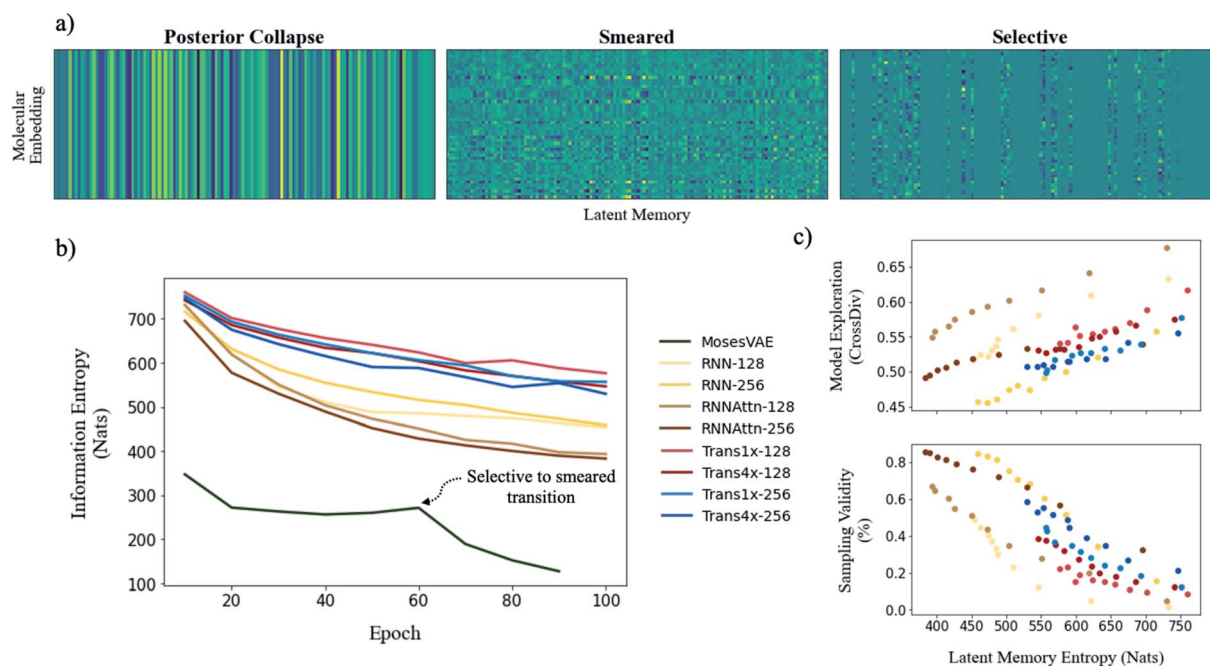 a)
Posterior Collapse
Smeared
Selective
Molecular
Embedding
Latent Memory
b)
Information Entropy
(Nats)
700
600
500
400
300
200
100
20
40
60
80
100
Epoch
Selective to smeared
transition
MosesVAE
RNN-128
RNN-256
RNNAttn-128
RNNAttn-256
Trans1x-128
Trans4x-128
Trans1x-256
Trans4x-256
c)
Model Exploration
(CrossDiv)
0.65
0.60
0.55
0.50
0.45
Sampling Validity
(%)
0.8
0.6
0.4
0.2
0.0
400
450
500
550
600
650
700
750
Latent Memory Entropy (Nats)